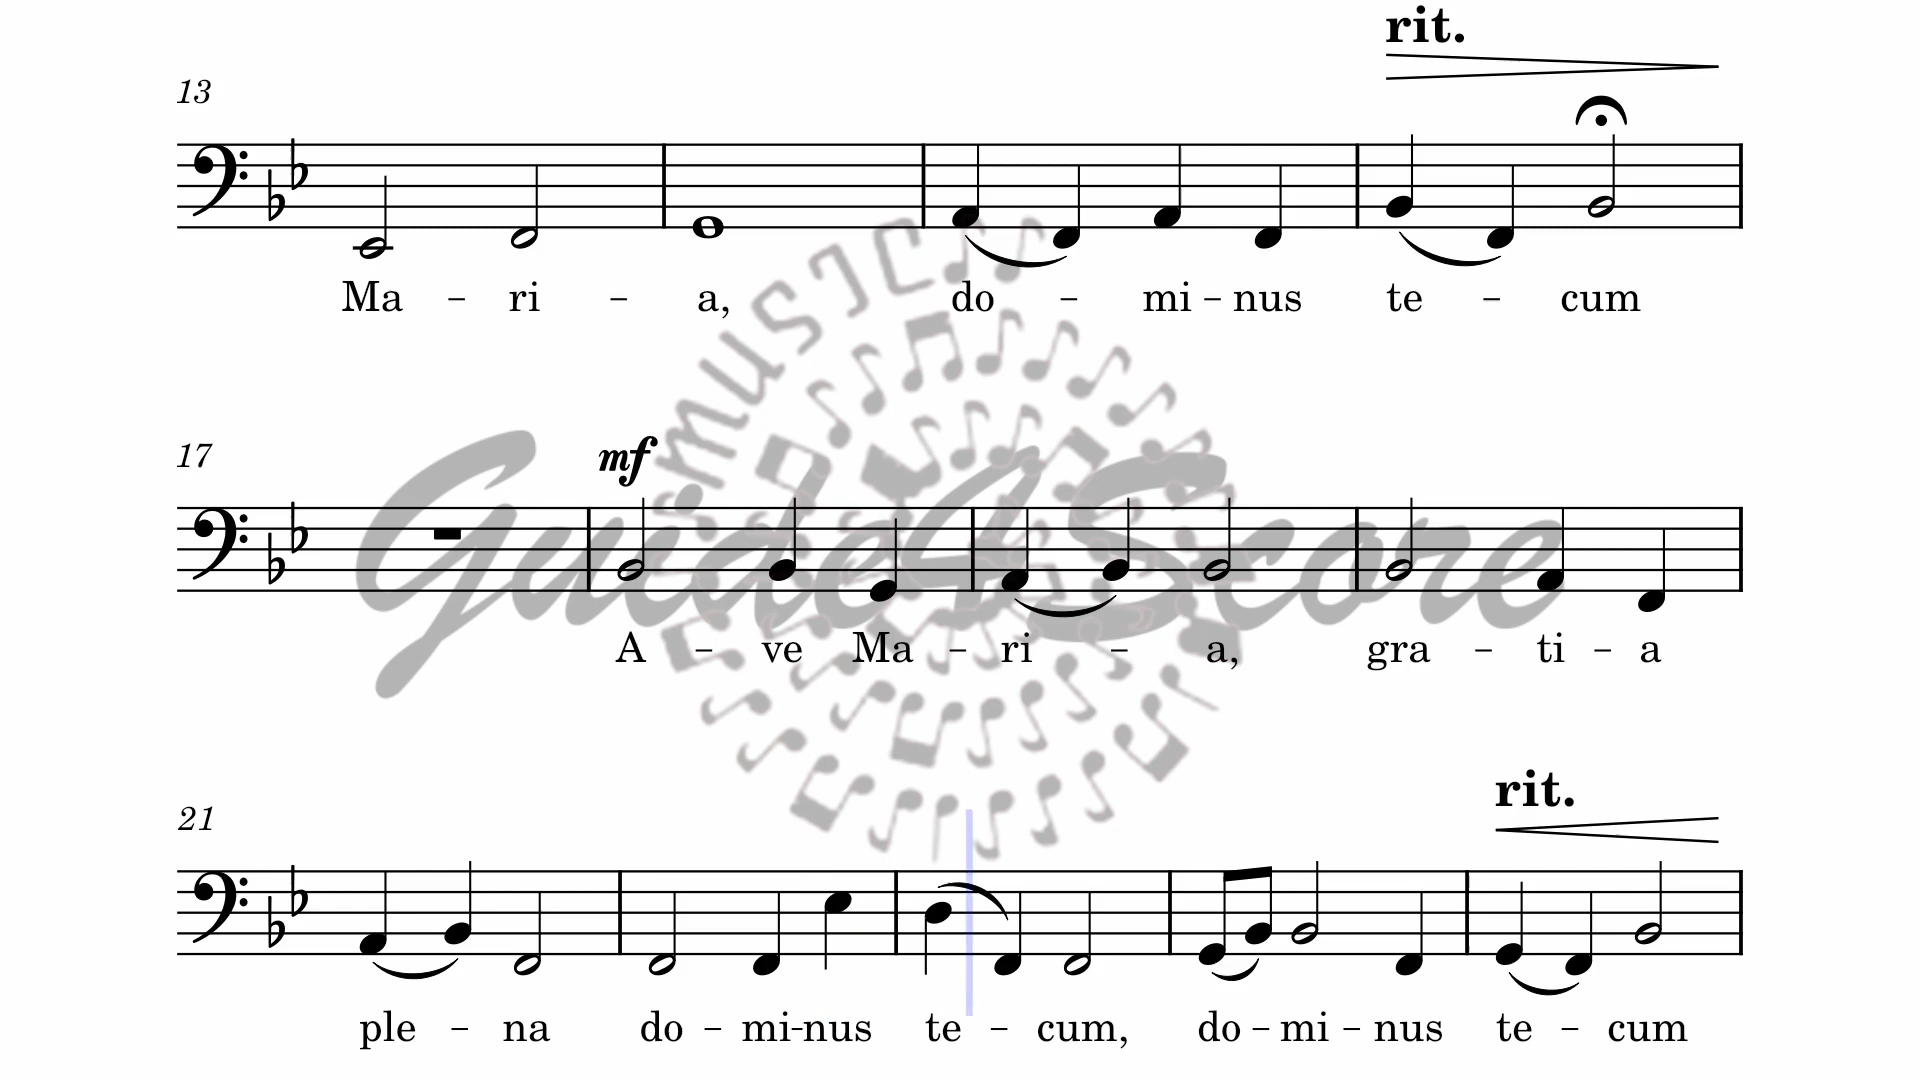 rit.
13
Ma - ri - a, do - mi - nus te - cum
17
mf
MUSIC
Guide4Score
A - ve Ma - ri - a, gra - ti - a
rit.
21
ple - na do - mi-nus te - cum, do - mi - nus te - cum